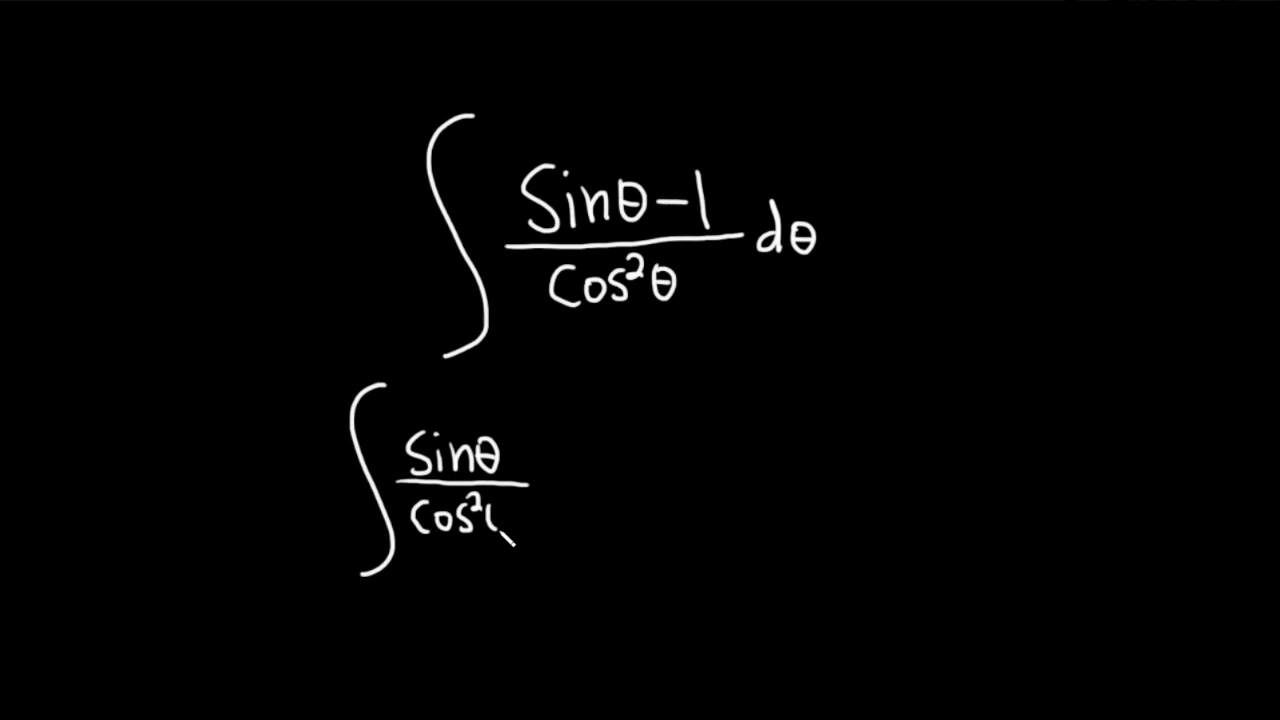 ∫ (Sinθ - 1)/(Cos²θ) dθ
∫ (Sinθ)/(Cos²